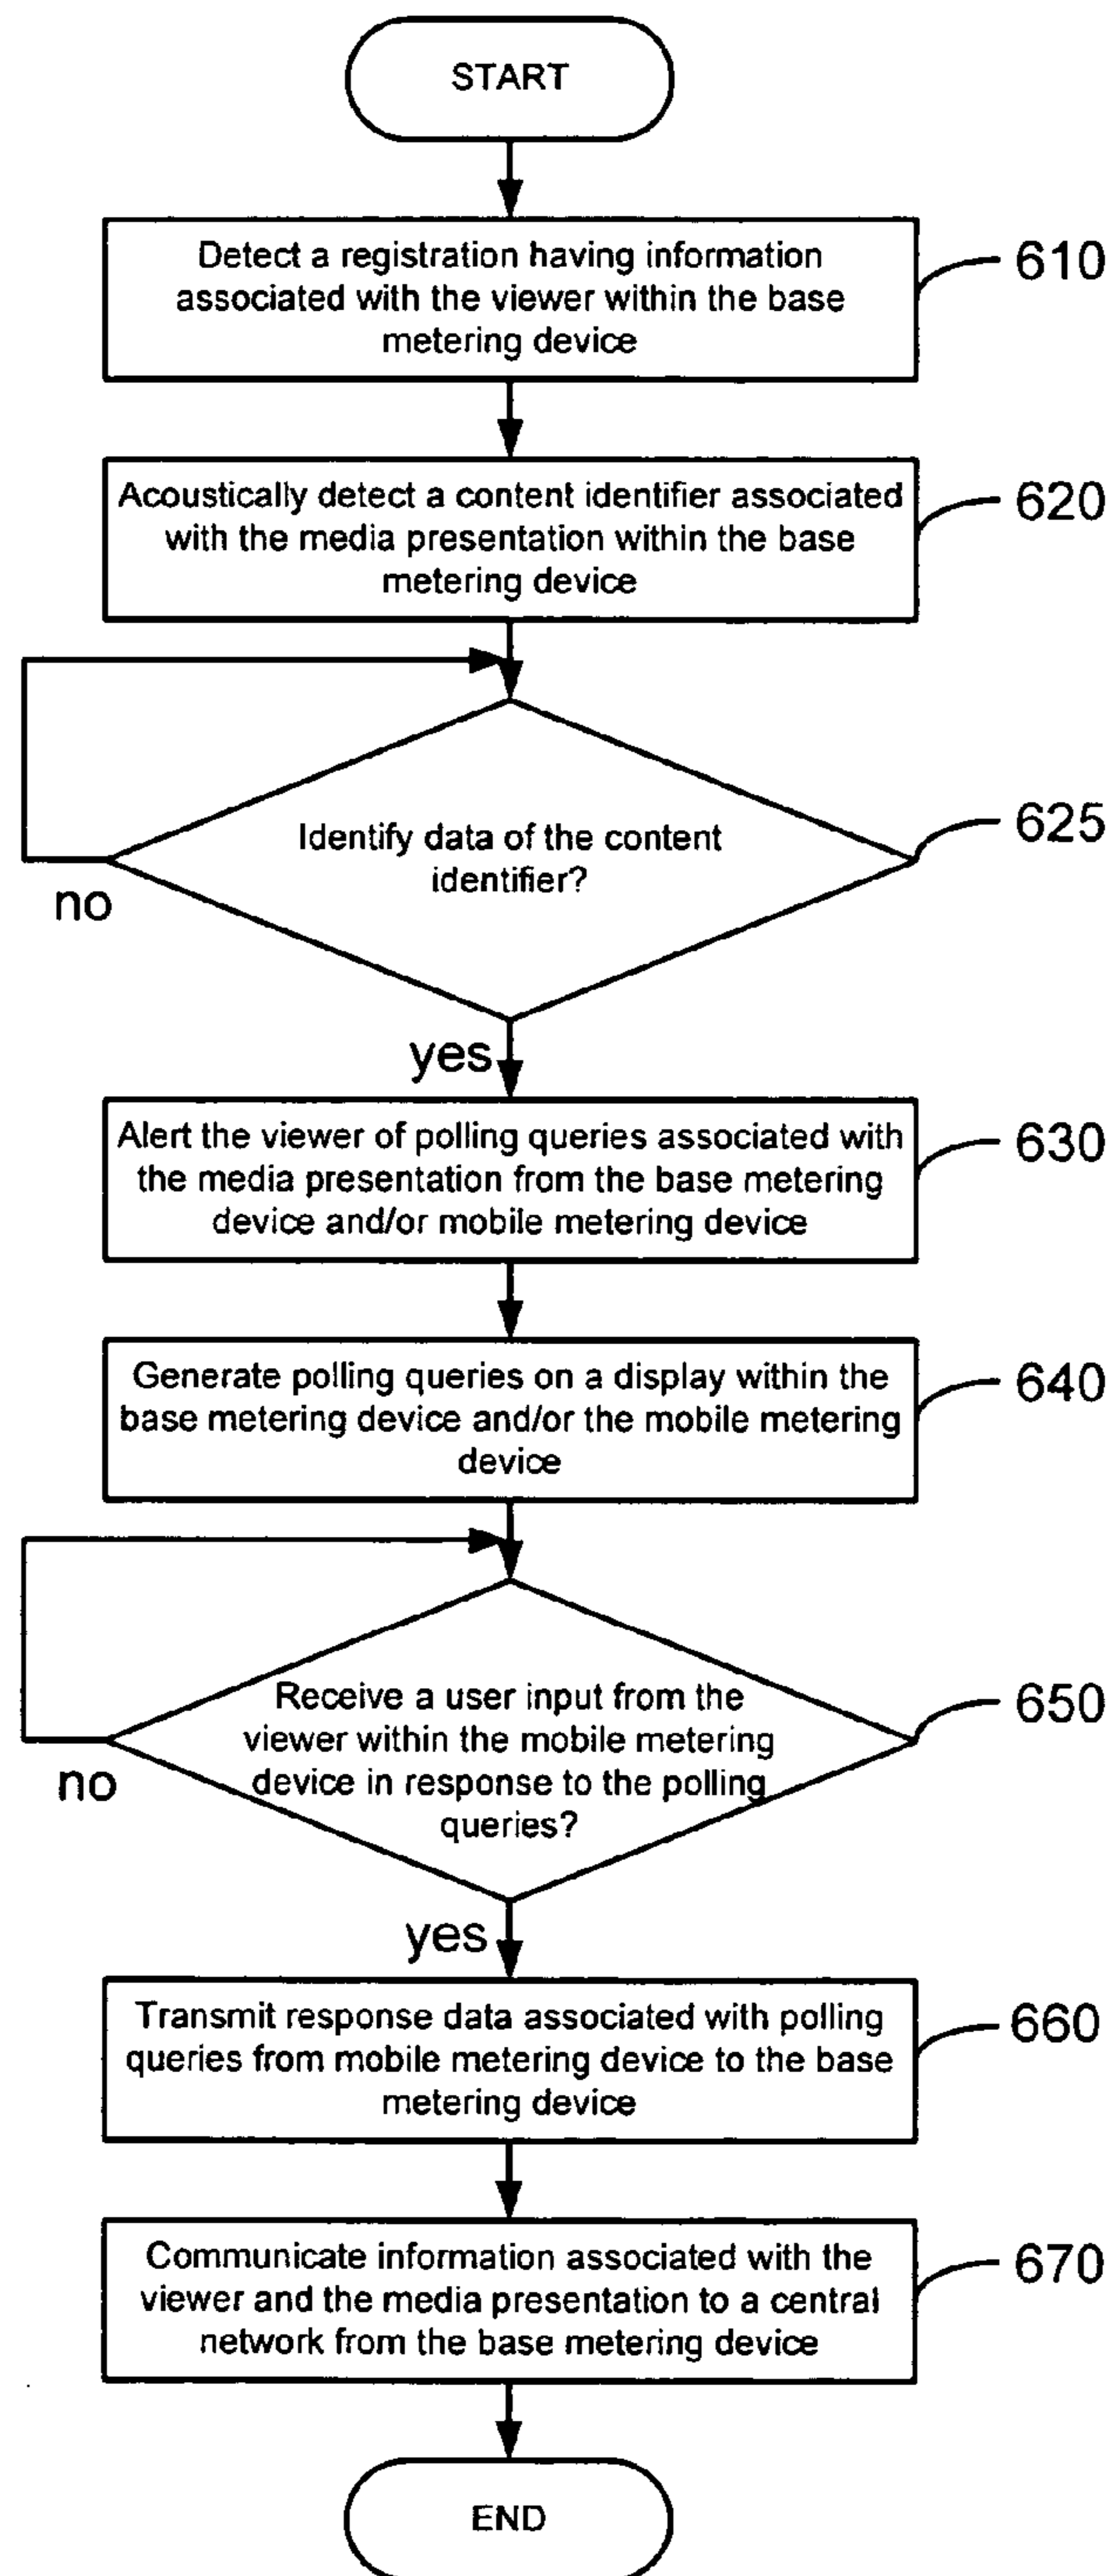 START
Detect a registration having information
associated with the viewer within the base
metering device
610
Acoustically detect a content identifier associated
with the media presentation within the base
metering device
620
Identify data of the content
identifier?
625
no
yes
Alert the viewer of polling queries associated with
the media presentation from the base metering
device and/or mobile metering device
630
Generate polling queries on a display within the
base metering device and/or the mobile metering
device
640
Receive a user input from the
viewer within the mobile metering
device in response to the polling
queries?
650
no
yes
Transmit response data associated with polling
queries from mobile metering device to the base
metering device
660
Communicate information associated with the
viewer and the media presentation to a central
network from the base metering device
670
END